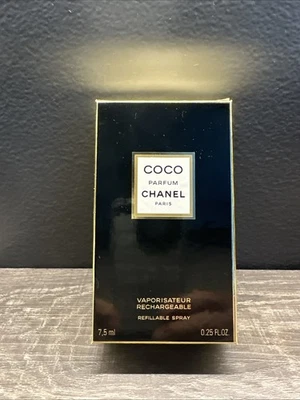 COCO
PARFUM
CHANEL
PARIS
VAPORISATEUR
RECHARGEABLE
REFILLABLE SPRAY
7,5 ml 0.25 FL.OZ.